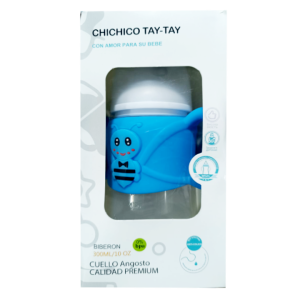 CHICHICO TAY-TAY
CON AMOR PARA SU BEBE
BIBERON
CUELLO Angosto
CALIDAD PREMIUM